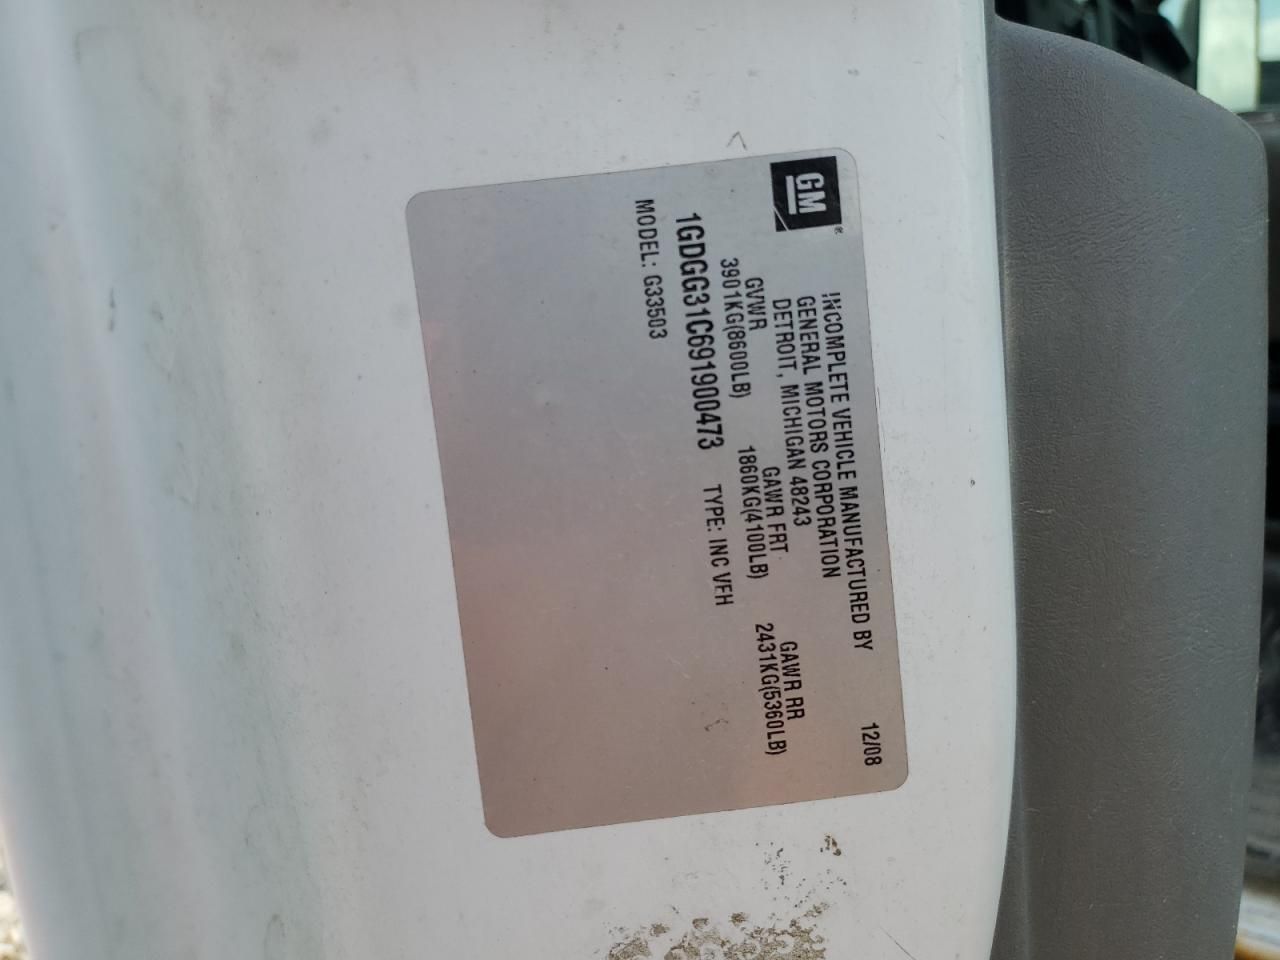 GM®
INCOMPLETE VEHICLE MANUFACTURED BY 12/08
GENERAL MOTORS CORPORATION
DETROIT, MICHIGAN 48243
GVWR GAWR FRT GAWR RR
3901KG(8600LB) 1860KG(4100LB) 2431KG(5360LB)
1GDGG31C691900473 TYPE: INC VEH
MODEL: G33503